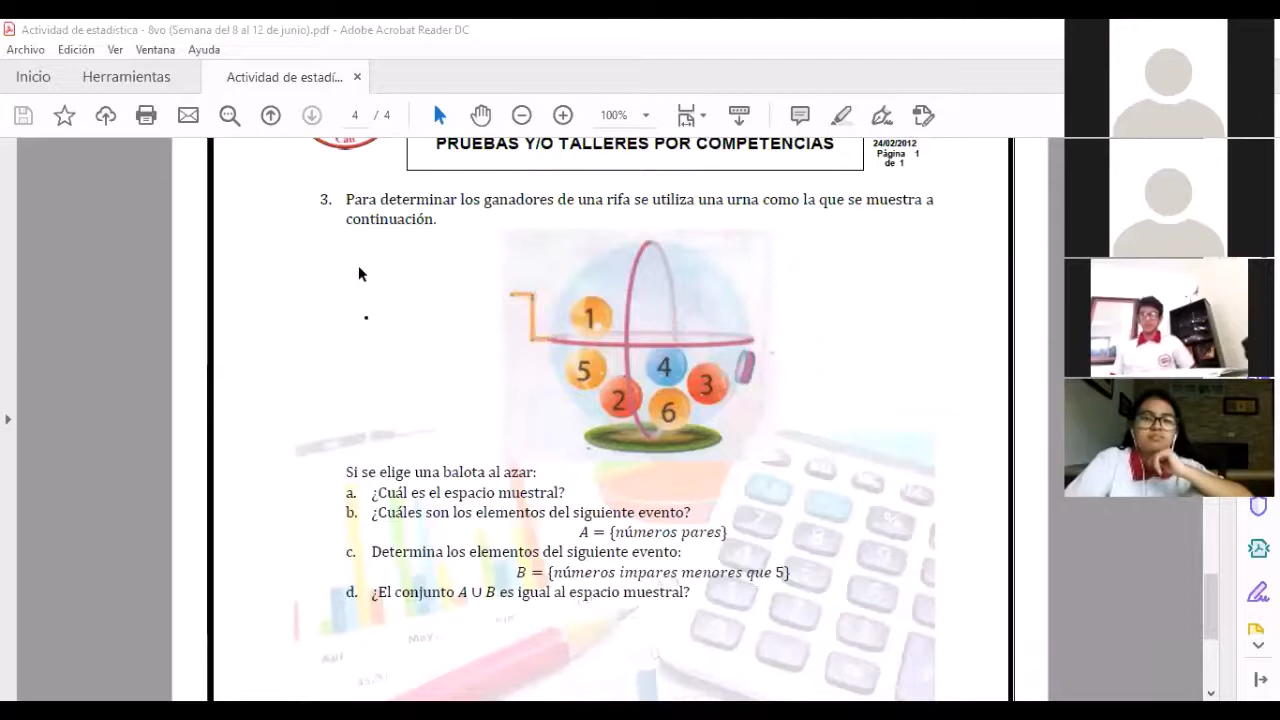 Actividad de estadística - 8vo (Semana del 8 al 12 de junio).pdf - Adobe Acrobat Reader DC
Archivo Edición Ver Ventana Ayuda
Inicio Herramientas Actividad de estadí... ×
4 / 4 100%
Cali
PRUEBAS Y/O TALLERES POR COMPETENCIAS
24/02/2012
Página 1
de 1
3. Para determinar los ganadores de una rifa se utiliza una urna como la que se muestra a
continuación.
1
5 4 3
2 6
Si se elige una balota al azar:
a. ¿Cuál es el espacio muestral?
b. ¿Cuáles son los elementos del siguiente evento?
A = {números pares}
c. Determina los elementos del siguiente evento:
B = {números impares menores que 5}
d. ¿El conjunto A ∪ B es igual al espacio muestral?